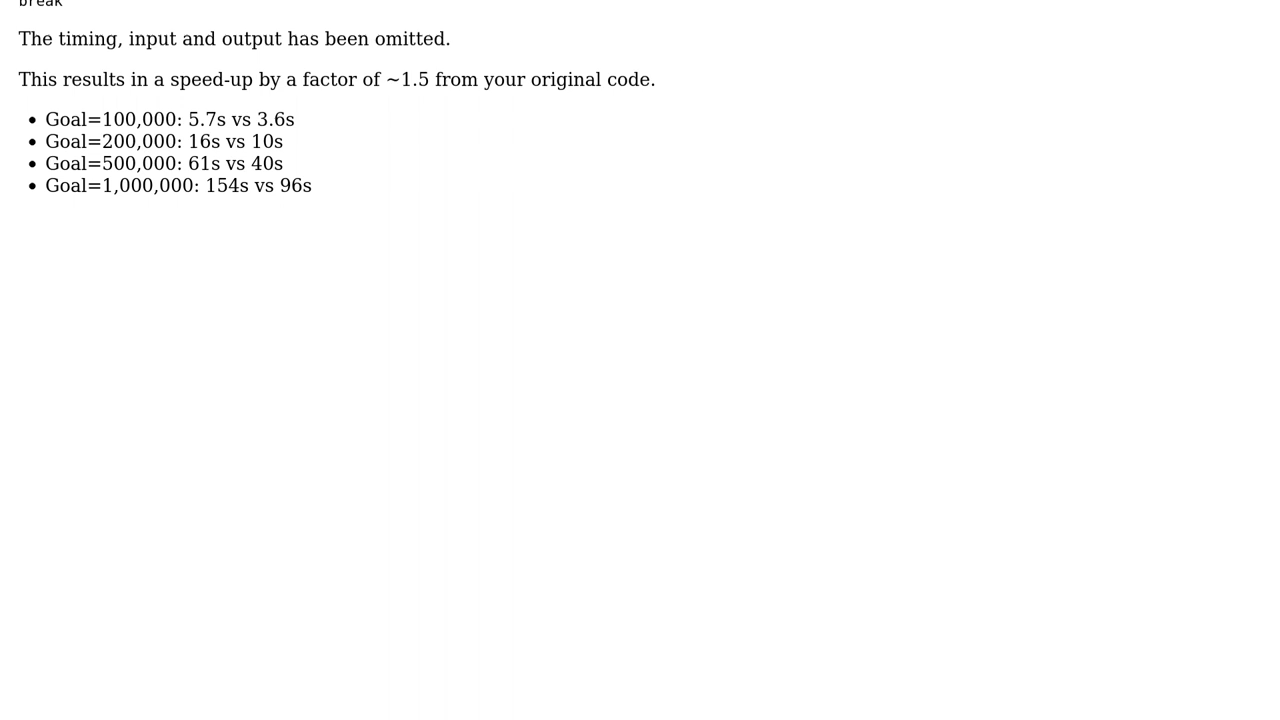 break
The timing, input and output has been omitted.
This results in a speed-up by a factor of ~1.5 from your original code.
• Goal=100,000: 5.7s vs 3.6s
• Goal=200,000: 16s vs 10s
• Goal=500,000: 61s vs 40s
• Goal=1,000,000: 154s vs 96s